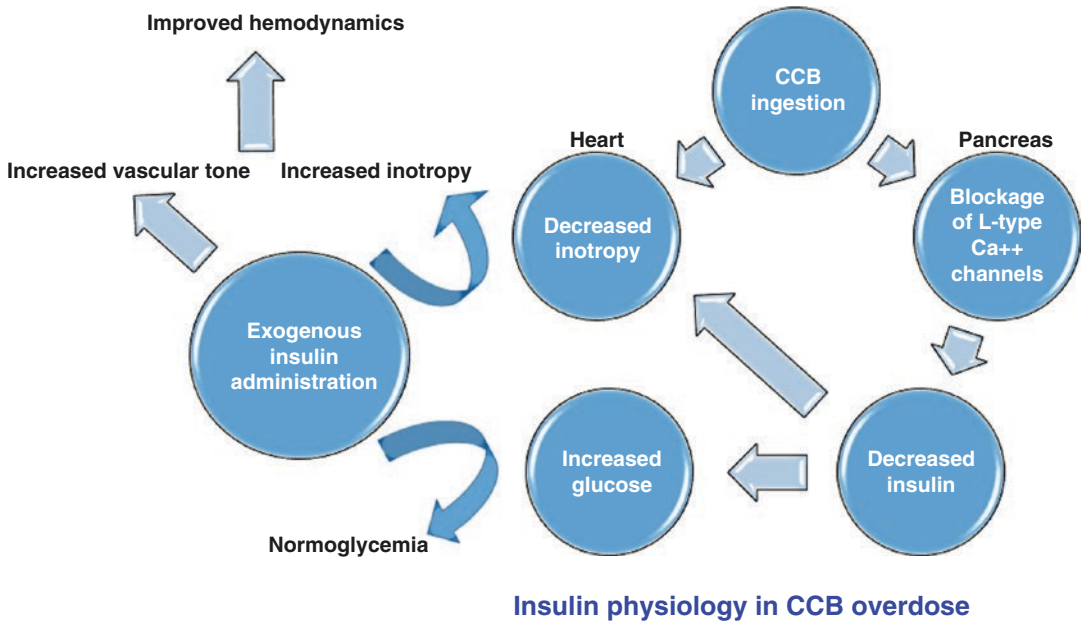 Improved hemodynamics
CCB
ingestion
Heart
Pancreas
Increased vascular tone
Increased inotropy
Decreased
inotropy
Blockage
of L-type
Ca++
channels
Exogenous
insulin
administration
Increased
glucose
Decreased
insulin
Normoglycemia
Insulin physiology in CCB overdose